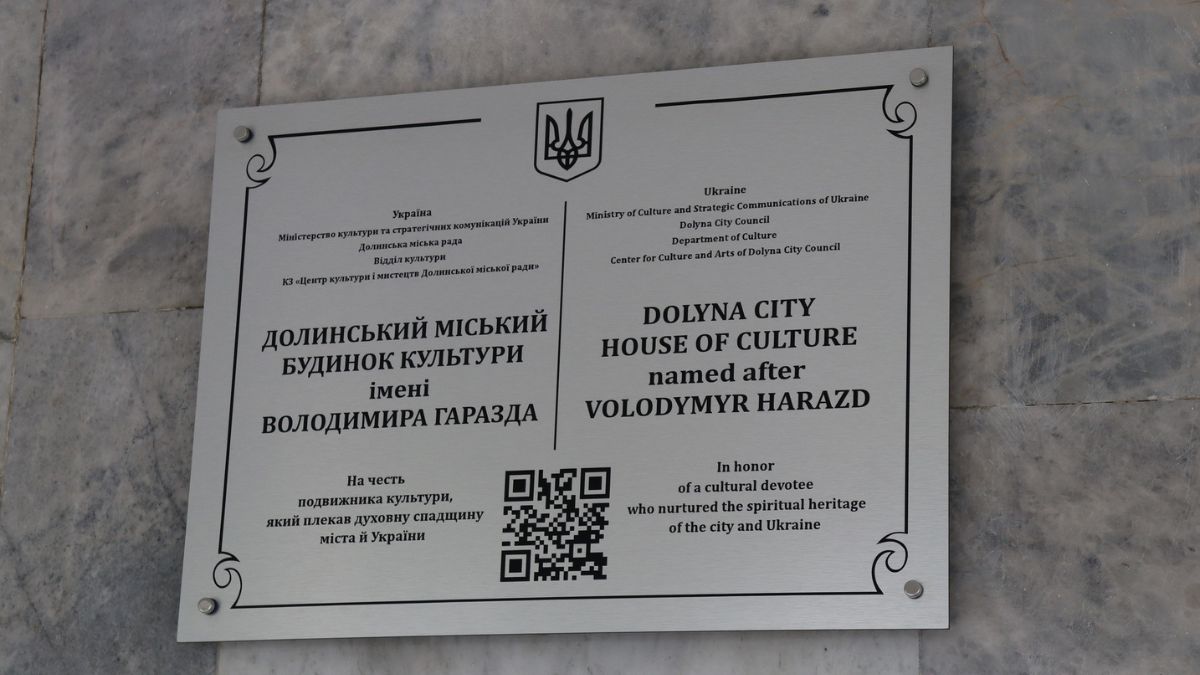 Україна
Міністерство культури та стратегічних комунікацій України
Долинська міська рада
Відділ культури
КЗ «Центр культури і мистецтв Долинської міської ради»
ДОЛИНСЬКИЙ МІСЬКИЙ
БУДИНОК КУЛЬТУРИ
імені
ВОЛОДИМИРА ГАРАЗДА
На честь
подвижника культури,
який плекав духовну спадщину
міста й України
Ukraine
Ministry of Culture and Strategic Communications of Ukraine
Dolyna City Council
Department of Culture
Center for Culture and Arts of Dolyna City Council
DOLYNA CITY
HOUSE OF CULTURE
named after
VOLODYMYR HARAZD
In honor
of a cultural devotee
who nurtured the spiritual heritage
of the city and Ukraine